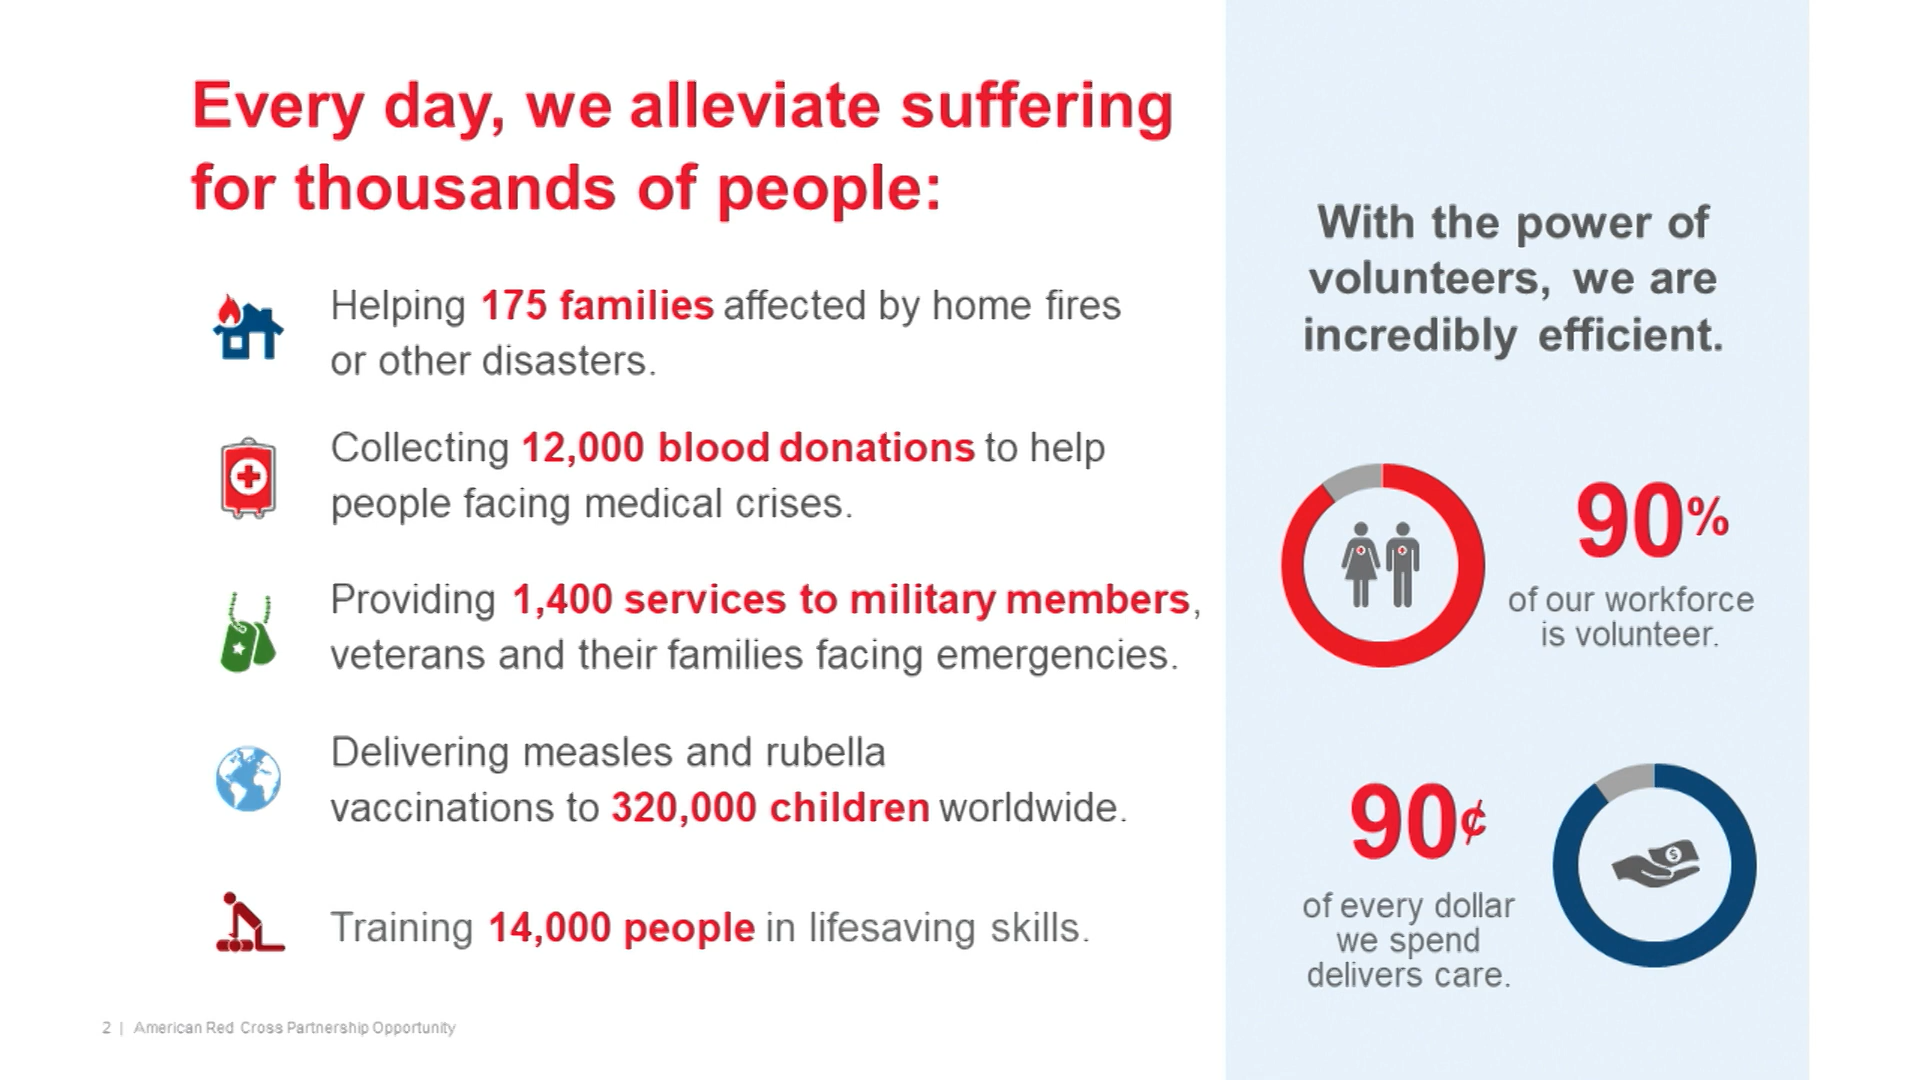 Every day, we alleviate suffering
for thousands of people:
Helping 175 families affected by home fires
or other disasters.
Collecting 12,000 blood donations to help
people facing medical crises.
Providing 1,400 services to military members,
veterans and their families facing emergencies.
Delivering measles and rubella
vaccinations to 320,000 children worldwide.
Training 14,000 people in lifesaving skills.
2 | American Red Cross Partnership Opportunity
With the power of
volunteers, we are
incredibly efficient.
90%
of our workforce
is volunteer.
90¢
of every dollar
we spend
delivers care.
$